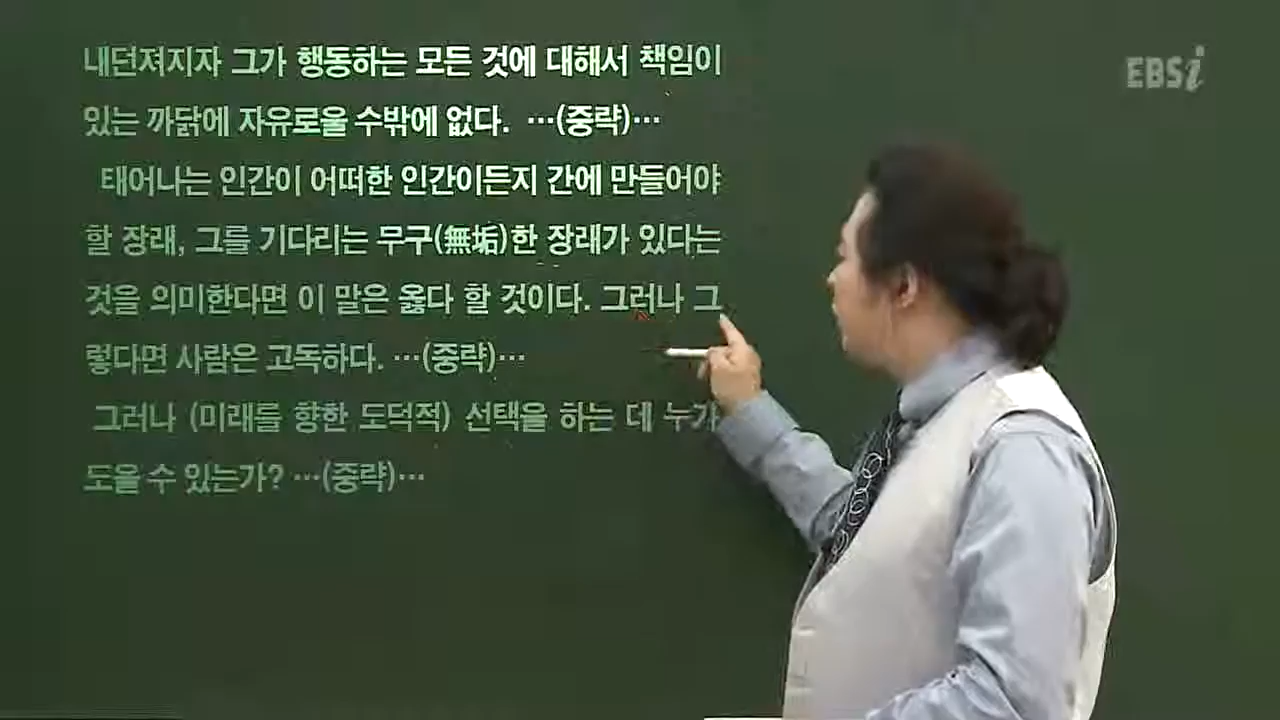 내던져지자 그가 행동하는 모든 것에 대해서 책임이
있는 까닭에 자유로울 수밖에 없다. …(중략)…
태어나는 인간이 어떠한 인간이든지 간에 만들어야
할 장래, 그를 기다리는 무구(無垢)한 장래가 있다는
것을 의미한다면 이 말은 옳다 할 것이다. 그러나 그
렇다면 사람은 고독하다. …(중략)…
그러나 (미래를 향한 도덕적) 선택을 하는 데 누가
도울 수 있는가? …(중략)…
EBSi